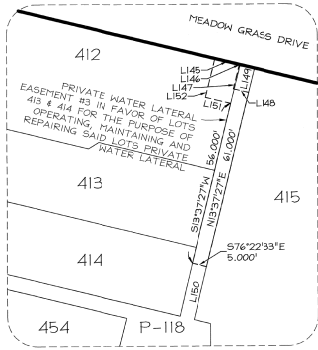 MEADOW GRASS DRIVE
412
L145
L146
L147
L152
L151
L149
L148
PRIVATE WATER LATERAL
EASEMENT #3 IN FAVOR OF LOTS
413 & 414 FOR THE PURPOSE OF
OPERATING, MAINTAINING AND
REPAIRING SAID LOTS PRIVATE
WATER LATERAL
S13°37'27"W 56.000'
N13°37'27"E 61.000'
413
415
S76°22'33"E
5.000'
414
L150
454
P-118